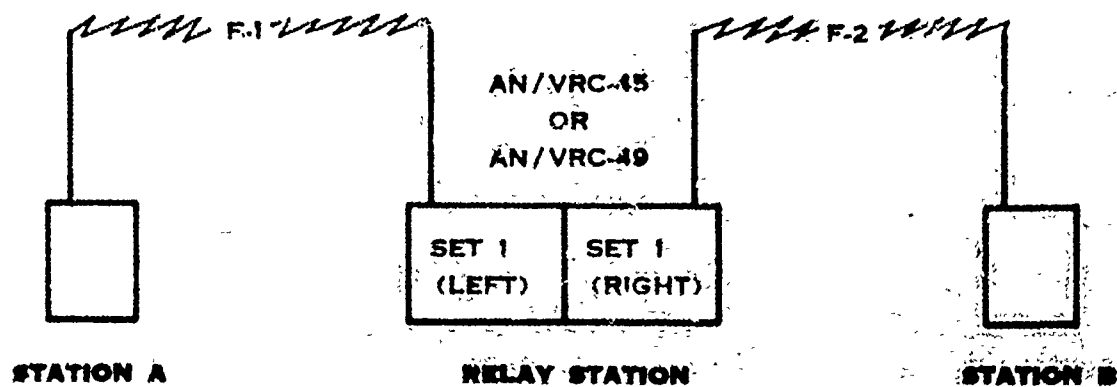 F-1
F-2
AN/VRC-45
OR
AN/VRC-49
SET 1
(LEFT)
SET 1
(RIGHT)
STATION A
RELAY STATION
STATION B